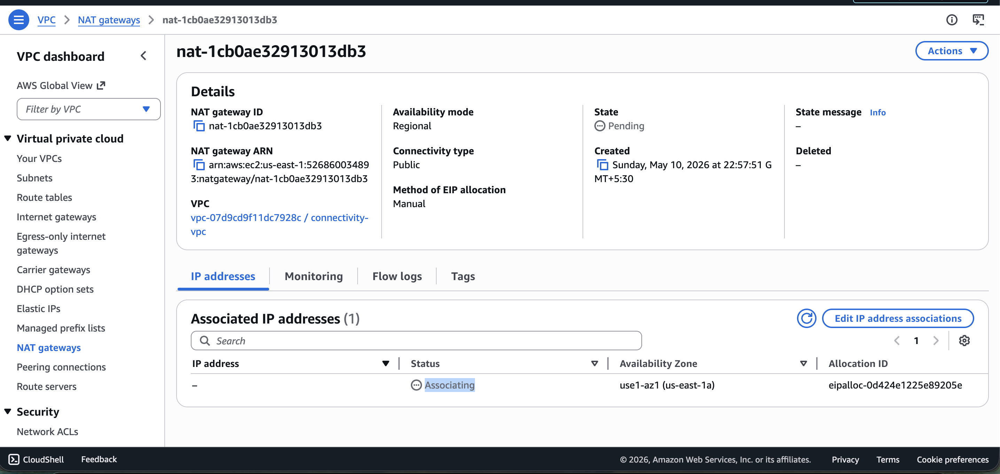 VPC > NAT gateways > nat-1cb0ae32913013db3
VPC dashboard
AWS Global View
Filter by VPC
Virtual private cloud
Your VPCs
Subnets
Route tables
Internet gateways
Egress-only internet
gateways
Carrier gateways
DHCP option sets
Elastic IPs
Managed prefix lists
NAT gateways
Peering connections
Route servers
Security
Network ACLs
nat-1cb0ae32913013db3
Actions
Details
NAT gateway ID
nat-1cb0ae32913013db3
NAT gateway ARN
arn:aws:ec2:us-east-1:52686003489
3:natgateway/nat-1cb0ae32913013db3
VPC
vpc-07d9cd9f11dc7928c / connectivity-
vpc
Availability mode
Regional
Connectivity type
Public
Method of EIP allocation
Manual
State
Pending
Created
Sunday, May 10, 2026 at 22:57:51 G
MT+5:30
State message Info
–
Deleted
–
IP addresses
Monitoring
Flow logs
Tags
Associated IP addresses (1)
Edit IP address associations
Search
1
IP address Status Availability Zone Allocation ID
– Associating use1-az1 (us-east-1a) eipalloc-0d424e1225e89205e
CloudShell Feedback © 2026, Amazon Web Services, Inc. or its affiliates. Privacy Terms Cookie preferences